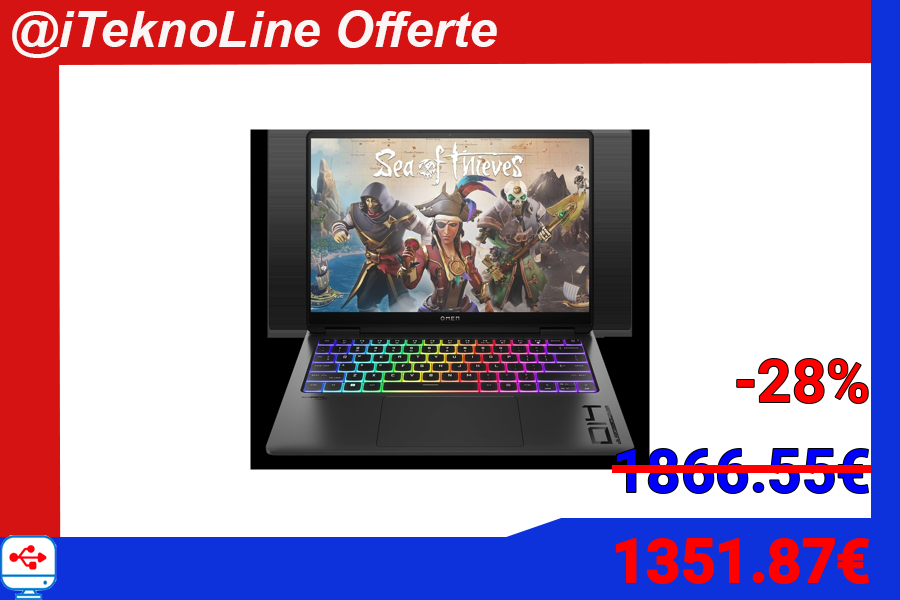 @iTeknoLine Offerte
Sea of Thieves
OMEN
-28%
1866.55€
1351.87€